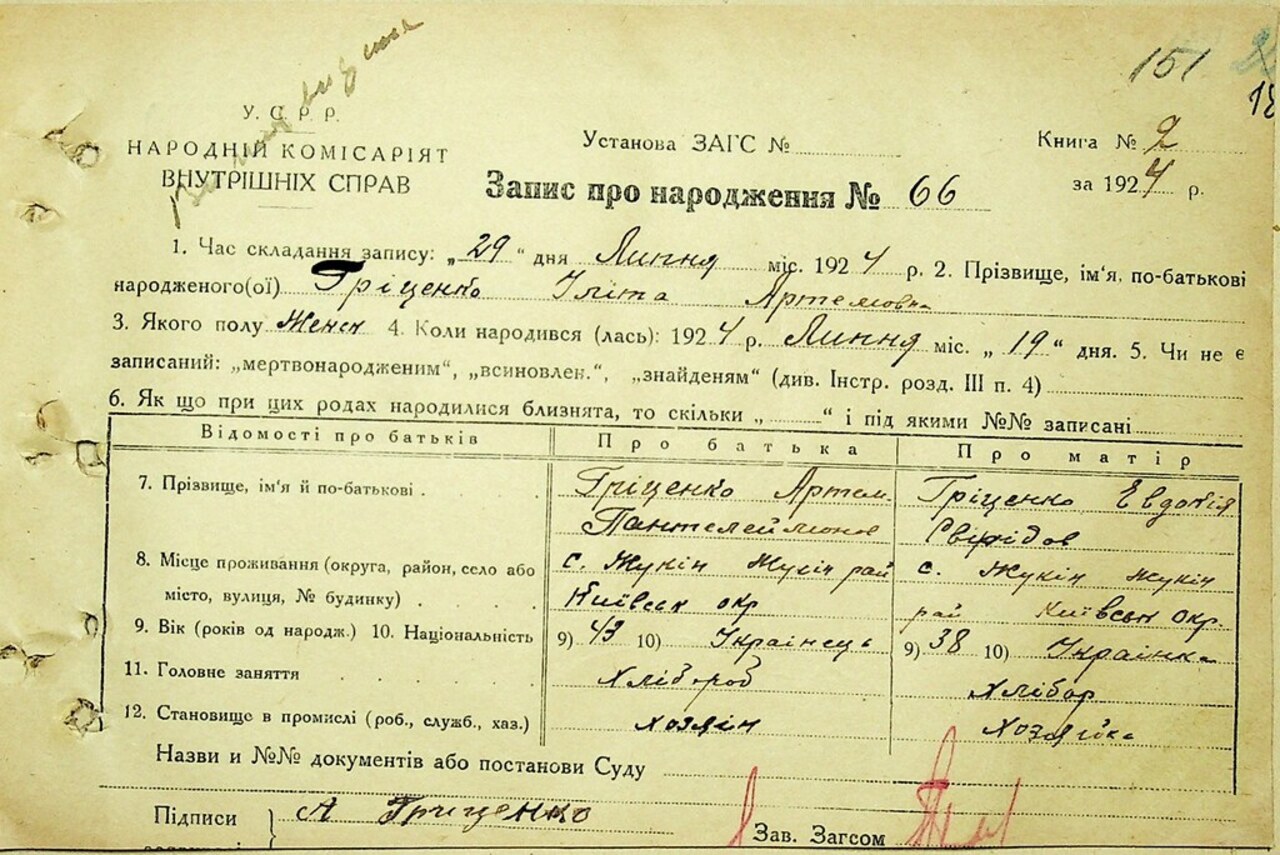 151
18
У. С. Р. Р.
НАРОДНІЙ КОМІСАРІЯТ
ВНУТРІШНІХ СПРАВ
Установа ЗАГС №
Книга № 2
за 1924 р.
Запис про народження № 66
1. Час складання запису: „29“ дня Липня міс. 1924 р. 2. Прізвище, ім'я, по-батькові
народженого(ої) Гріценко Уліта Артемовна
3. Якого полу Женск 4. Коли народився (лась): 1924 р. Липня міс. „19“ дня. 5. Чи не є
записаний: „мертвонародженим“, „всиновлен.“, „знайденям“ (див. Інстр. розд. III п. 4)
6. Як що при цих родах народилися близнята, то скільки „ “ і під якими №№ записані
Відомості про батьків Про батька Про матір
7. Прізвище, ім'я й по-батькові . Гріценко Артем Пантелеймонов Гріценко Евдокія Свірідов
8. Місце проживання (округа, район, село або
місто, вулиця, № будинку) с. Жукін Жукін рай Київськ окр с. Жукін Жукін рай Київськ окр.
9. Вік (років од народж.) 10. Національність 9) 43 10) Украінець 9) 38 10) Украінка
11. Головне заняття Хлібороб Хлібор
12. Становище в промислі (роб., служб., хаз.) хозяін хозяйка
Назви и №№ документів або постанови Суду
Підписи А Гриценко
Зав. Загсом